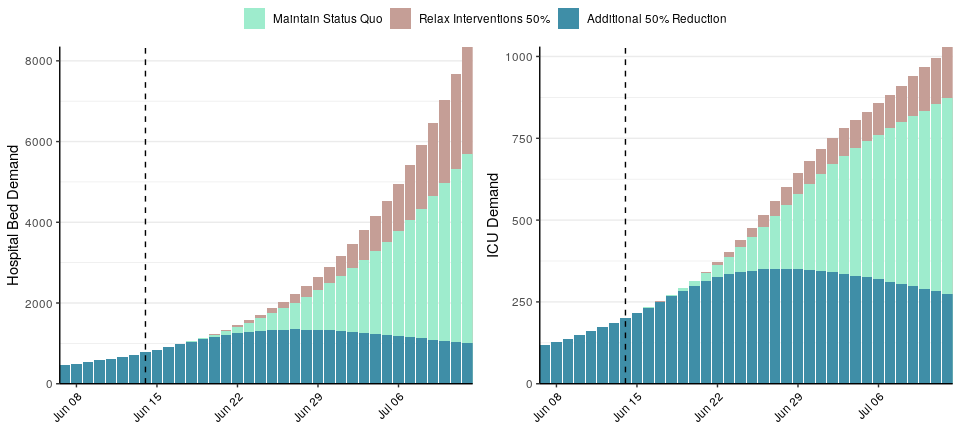 Maintain Status Quo Relax Interventions 50% Additional 50% Reduction
Hospital Bed Demand
8000
6000
4000
2000
0
Jun 08 Jun 15 Jun 22 Jun 29 Jul 06
ICU Demand
1000
750
500
250
0
Jun 08 Jun 15 Jun 22 Jun 29 Jul 06